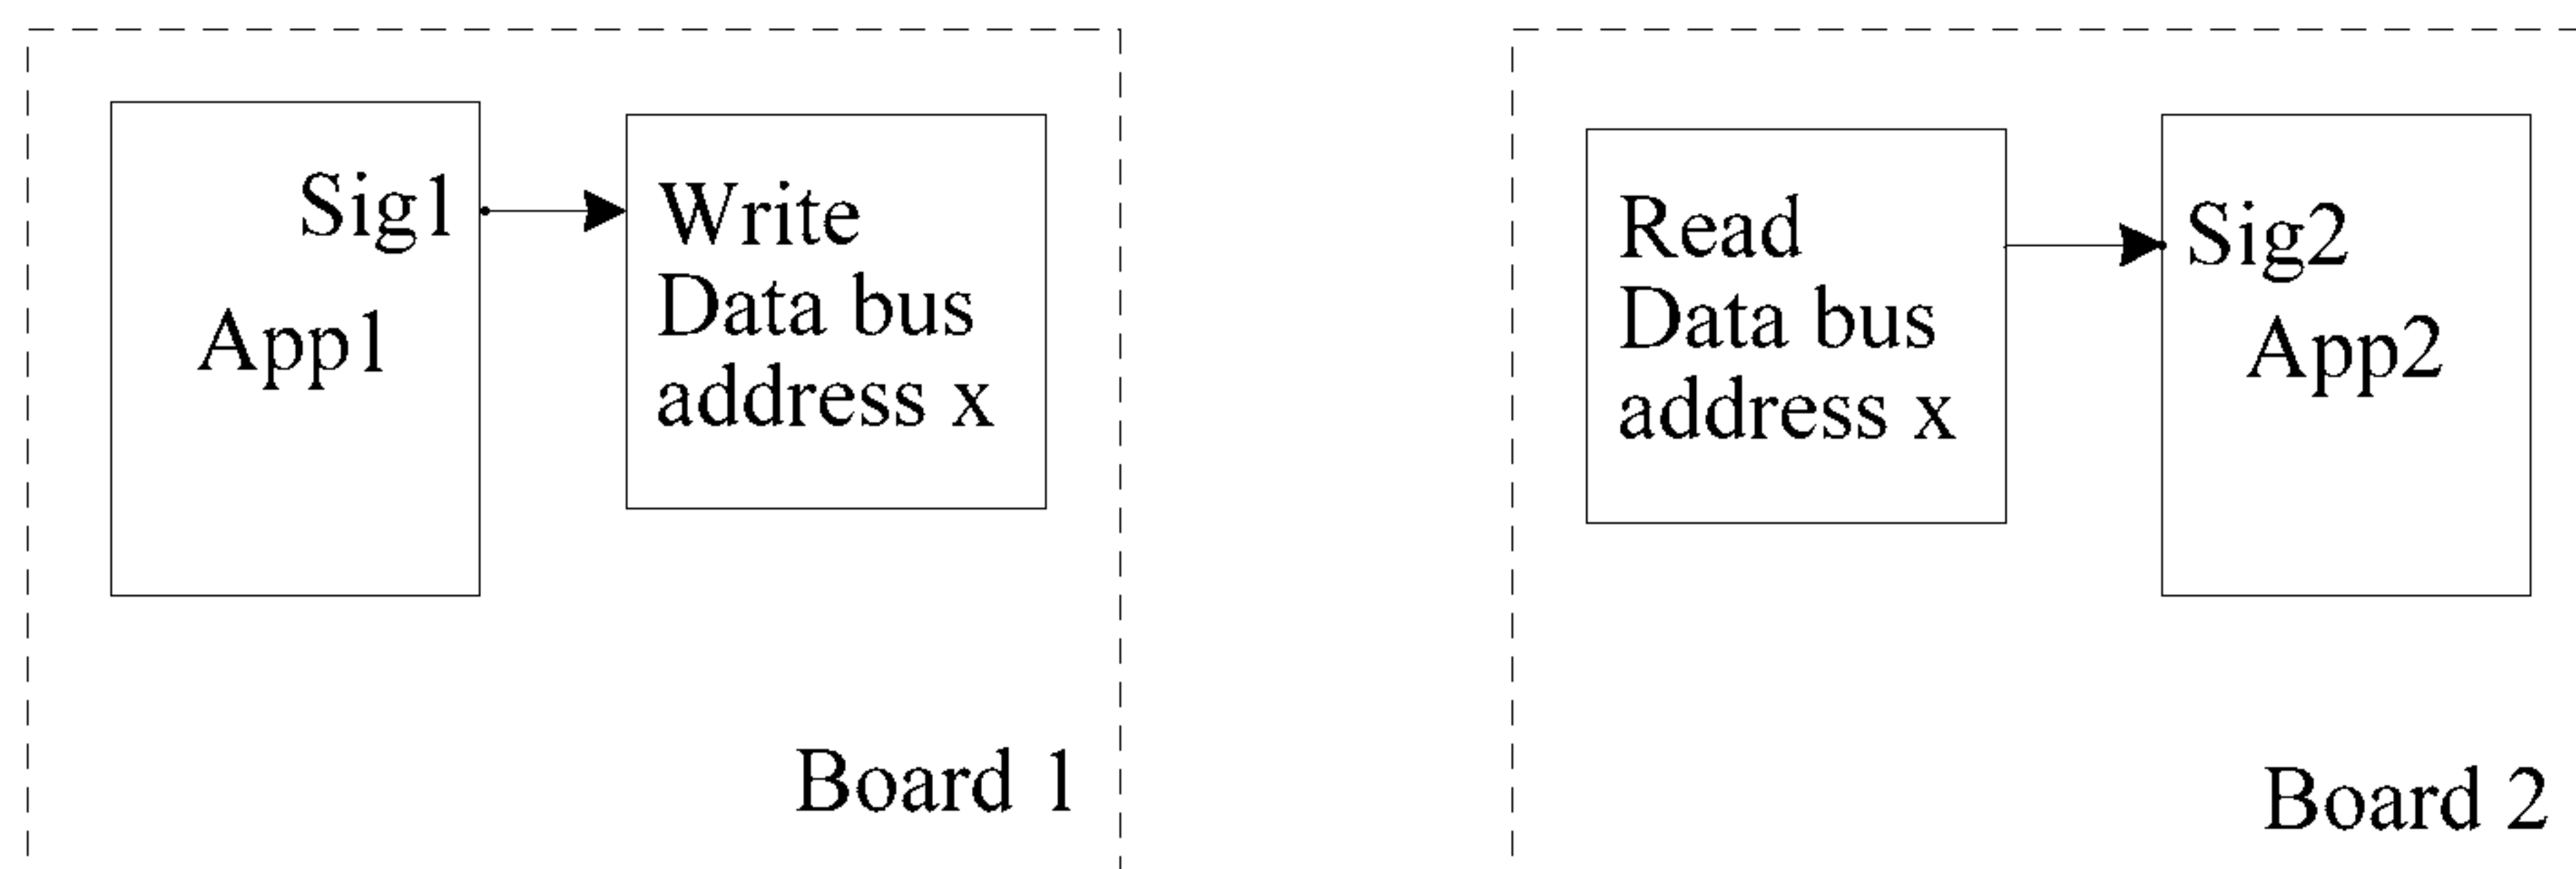 Sig1
App1
Write
Data bus
address x
Board 1
Read
Data bus
address x
Sig2
App2
Board 2